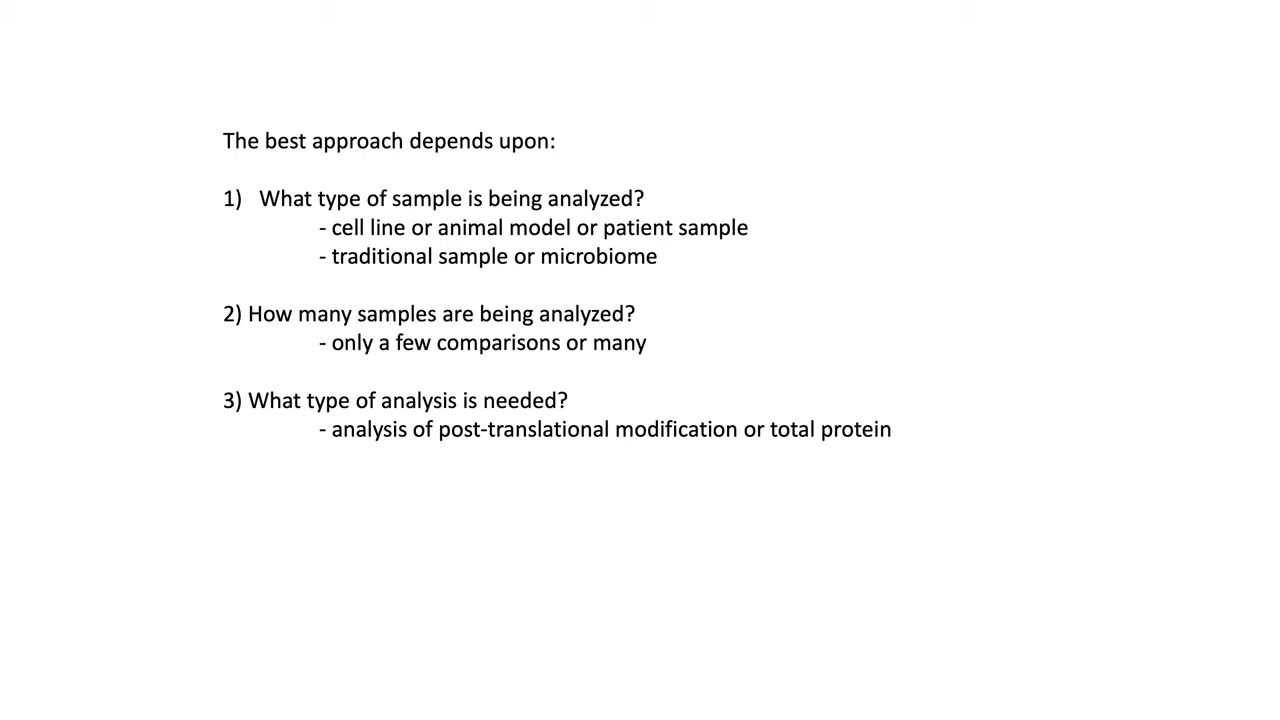 The best approach depends upon:
1) What type of sample is being analyzed?
- cell line or animal model or patient sample
- traditional sample or microbiome
2) How many samples are being analyzed?
- only a few comparisons or many
3) What type of analysis is needed?
- analysis of post-translational modification or total protein